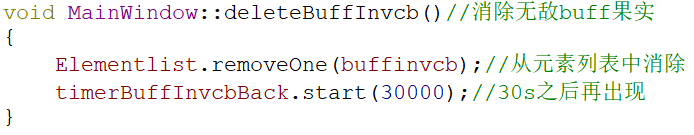 void MainWindow::deleteBuffInvcb()//消除无敌buff果实
{
    Elementlist.removeOne(buffinvcb);//从元素列表中消除
    timerBuffInvcbBack.start(30000);//30s之后再出现
}